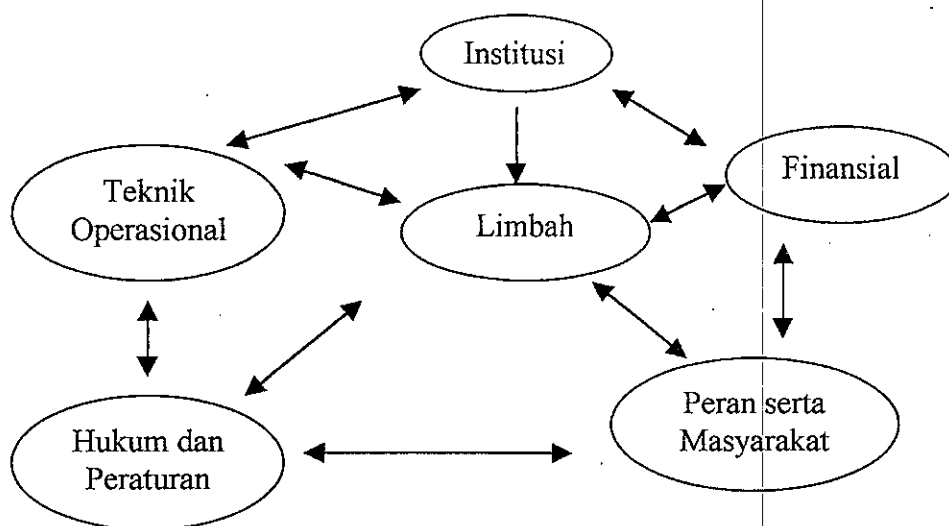 Institusi
Teknik
Operasional
Limbah
Finansial
Hukum dan
Peraturan
Peran serta
Masyarakat